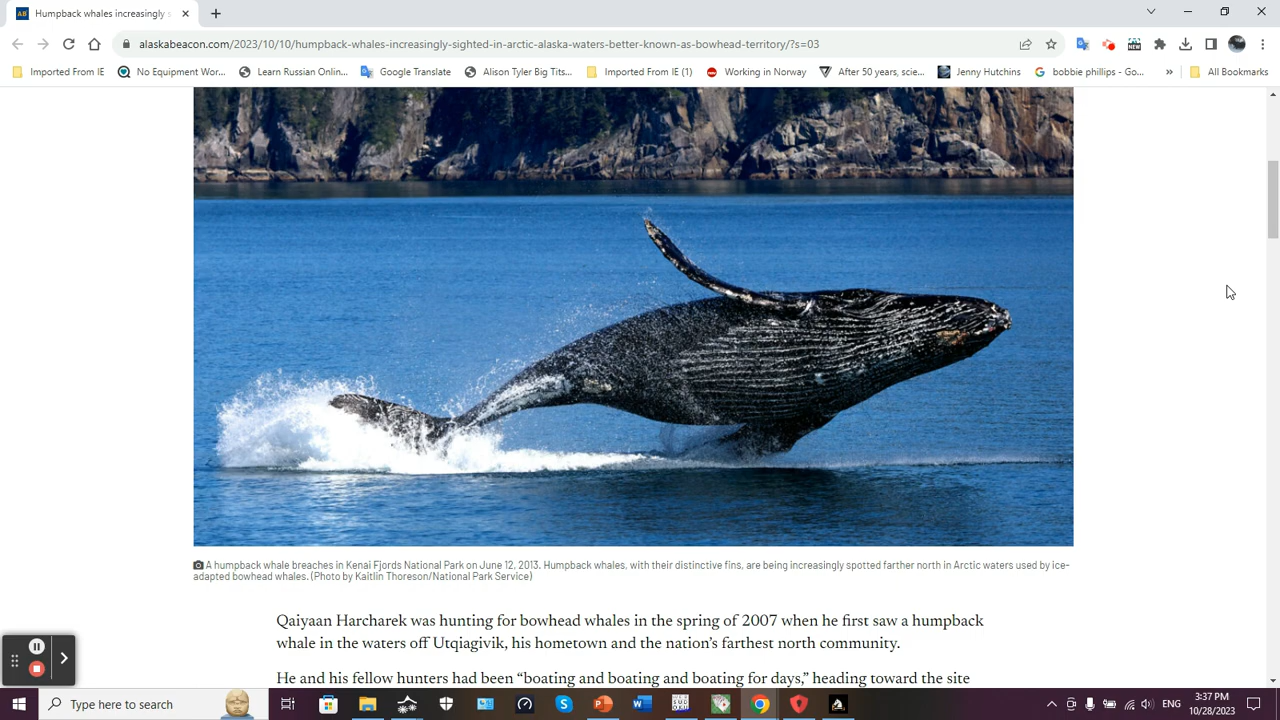 Humpback whales increasingly s
alaskabeacon.com/2023/10/10/humpback-whales-increasingly-sighted-in-arctic-alaska-waters-better-known-as-bowhead-territory/?s=03
Imported From IE
No Equipment Wor...
Learn Russian Onlin...
Google Translate
Alison Tyler Big Tits...
Imported From IE (1)
Working in Norway
After 50 years, scie...
Jenny Hutchins
bobbie phillips - Go...
»
All Bookmarks
A humpback whale breaches in Kenai Fjords National Park on June 12, 2013. Humpback whales, with their distinctive fins, are being increasingly spotted farther north in Arctic waters used by ice-
adapted bowhead whales. (Photo by Kaitlin Thoreson/National Park Service)
Qaiyaan Harcharek was hunting for bowhead whales in the spring of 2007 when he first saw a humpback
whale in the waters off Utqiagivik, his hometown and the nation's farthest north community.
He and his fellow hunters had been “boating and boating and boating for days,” heading toward the site
Type here to search
ENG
3:37 PM
10/28/2023